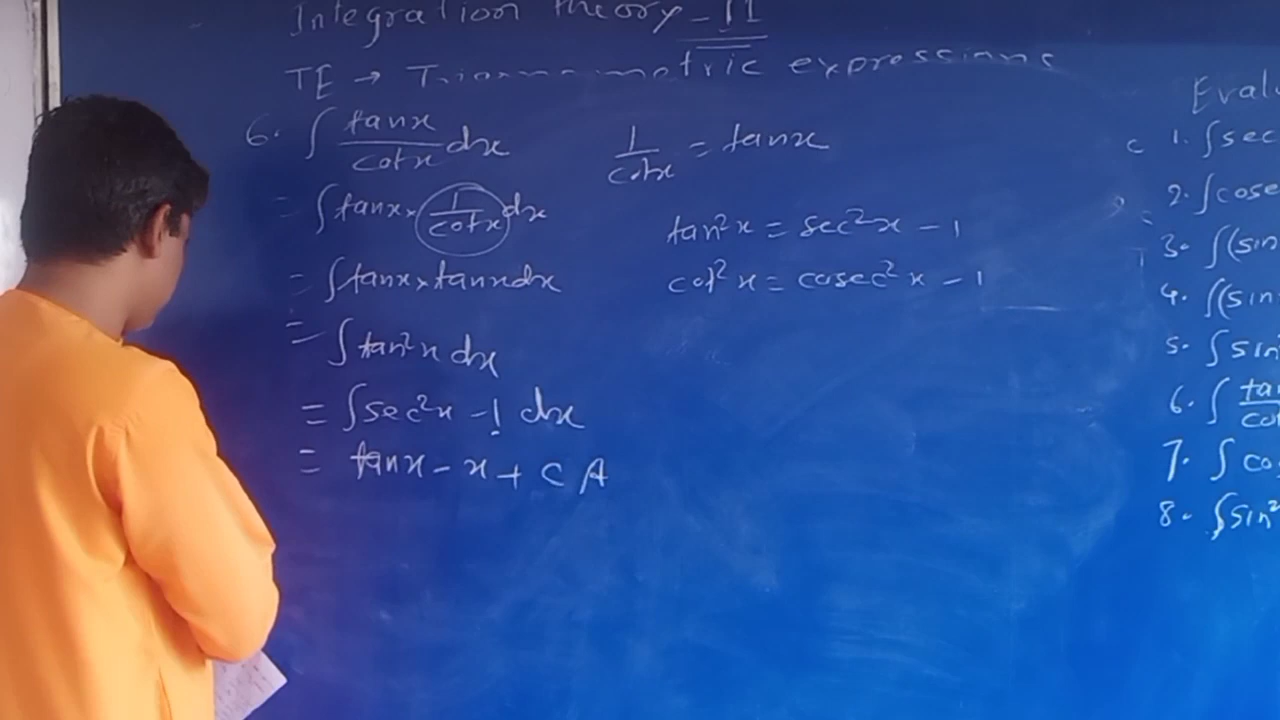 Integration theory - II
TE → Trigonometric expressions
6. ∫ tanx/cotx dx
1/cotx = tanx
= ∫ tanx × 1/cotx dx
= ∫ tanx × tanx dx
= ∫ tan²x dx
= ∫ sec²x - 1 dx
= tanx - x + C A
tan²x = sec²x - 1
cot²x = cosec²x - 1
1. ∫ sec
2. ∫ cose
3. ∫(sin
4. ∫(sin
5. ∫ sin
6. ∫ tan/cot
7. ∫ co
8. ∫ sin²